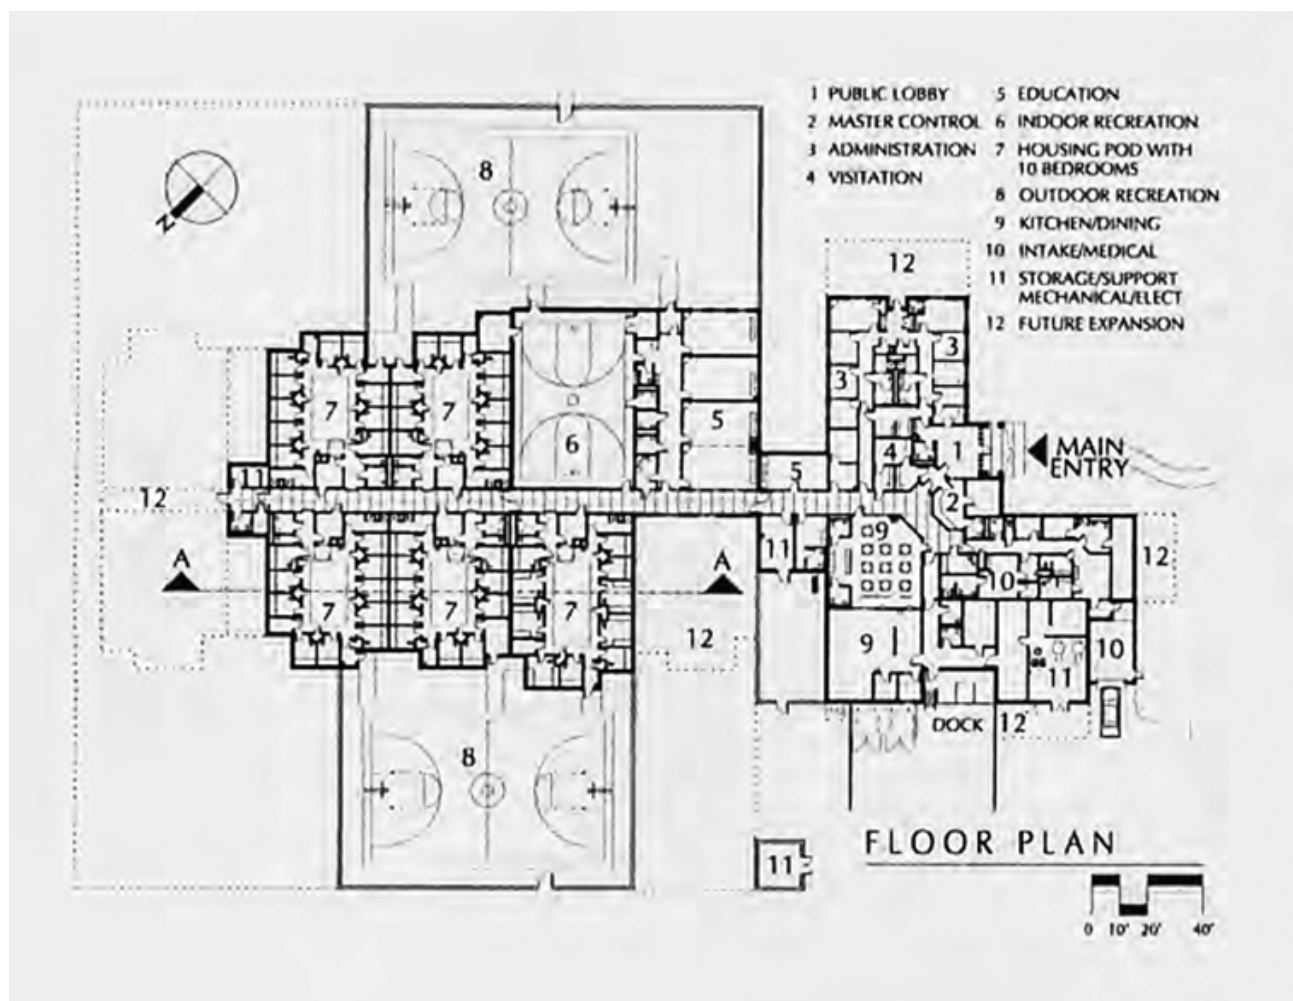 1 PUBLIC LOBBY
2 MASTER CONTROL
3 ADMINISTRATION
4 VISITATION
5 EDUCATION
6 INDOOR RECREATION
7 HOUSING POD WITH
10 BEDROOMS
8 OUTDOOR RECREATION
9 KITCHEN/DINING
10 INTAKE/MEDICAL
11 STORAGE/SUPPORT
MECHANICAL/ELECT
12 FUTURE EXPANSION
N
8
12
3
3
7
7
5
6
4
1
MAIN
ENTRY
11
5
12
2
9
A
A
11
12
10
7
7
7
12
9
10
11
DOCK
12
8
FLOOR PLAN
11
0 10' 20' 40'